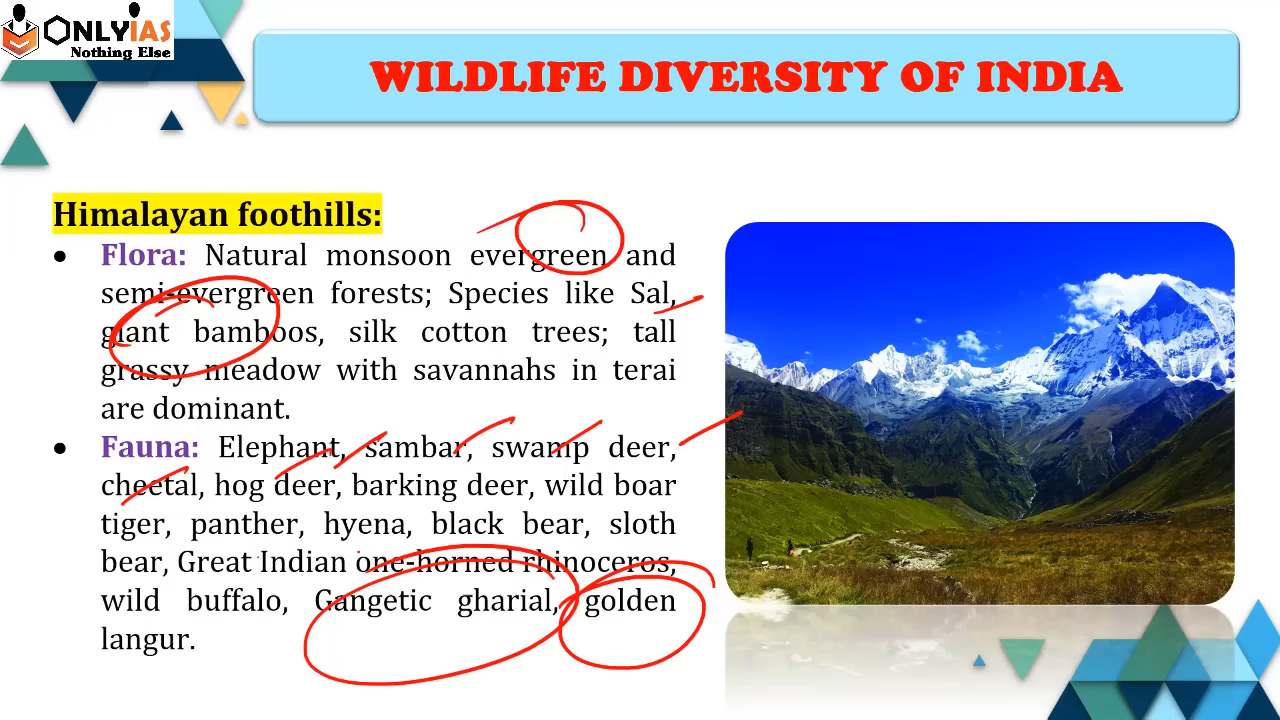 ONLYIAS
Nothing Else
WILDLIFE DIVERSITY OF INDIA
Himalayan foothills:
• Flora: Natural monsoon evergreen and
semi-evergreen forests; Species like Sal,
giant bamboos, silk cotton trees; tall
grassy meadow with savannahs in terai
are dominant.
• Fauna: Elephant, sambar, swamp deer,
cheetal, hog deer, barking deer, wild boar
tiger, panther, hyena, black bear, sloth
bear, Great Indian one-horned rhinoceros,
wild buffalo, Gangetic gharial, golden
langur.